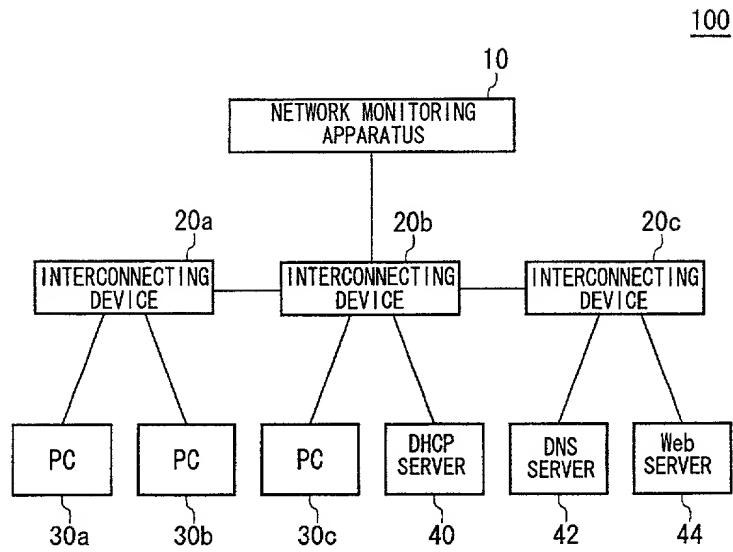 100
10
NETWORK MONITORING
APPARATUS
20a
20b
20c
INTERCONNECTING
DEVICE
INTERCONNECTING
DEVICE
INTERCONNECTING
DEVICE
PC
PC
PC
DHCP
SERVER
DNS
SERVER
Web
SERVER
30a
30b
30c
40
42
44